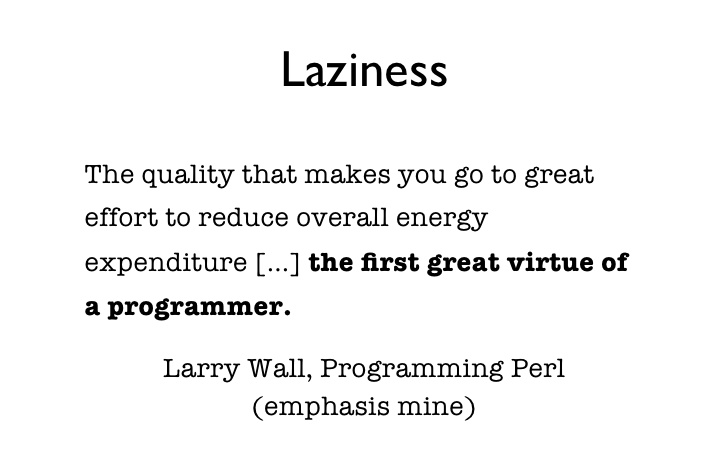 Laziness
The quality that makes you go to great
effort to reduce overall energy
expenditure [...] the first great virtue of
a programmer.
Larry Wall, Programming Perl
(emphasis mine)